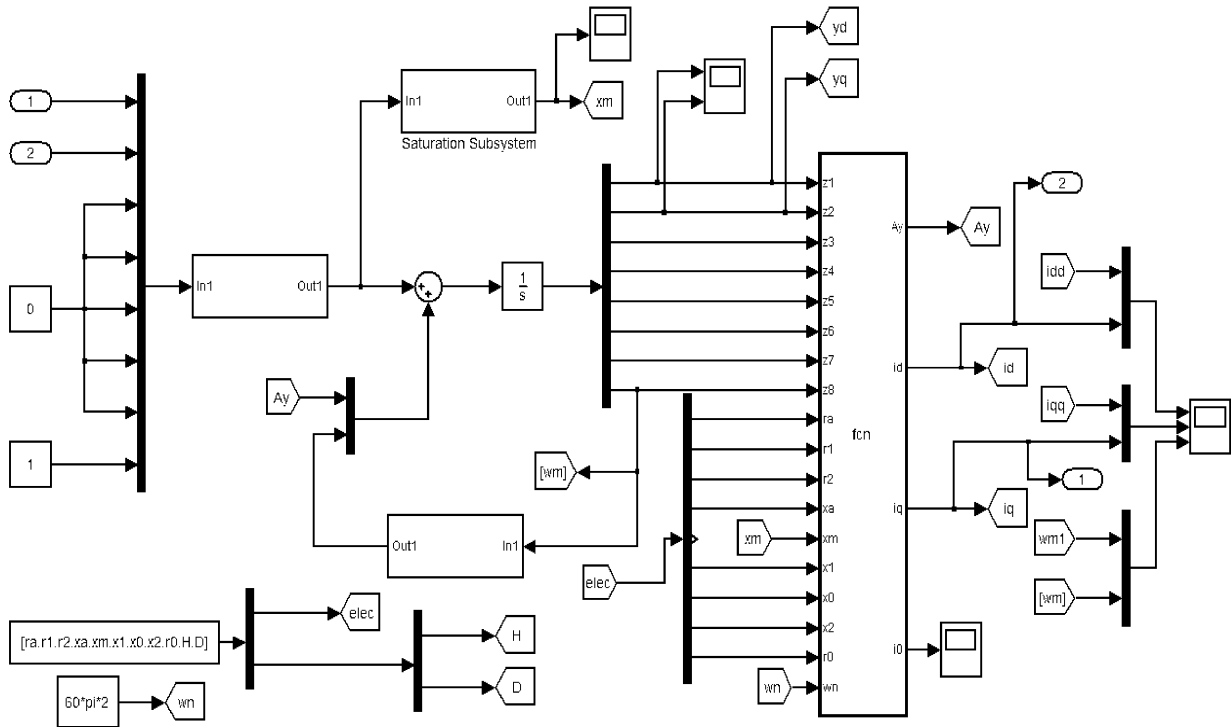 yd
yq
1
2
In1
Out1
xm
Saturation Subsystem
0
1
In1
Out1
+
+
1
s
Ay
[wm]
Out1
In1
elec
xm
wn
z1
z2
z3
z4
z5
z6
z7
z8
ra
r1
r2
xa
xm
x1
x0
x2
r0
wn
fcn
Ay
id
iq
i0
2
Ay
idd
id
iqq
1
iq
wm1
[wm]
[ra.r1.r2.xa.xm.x1.x0.x2.r0.H.D]
elec
H
D
60*pi*2
wn